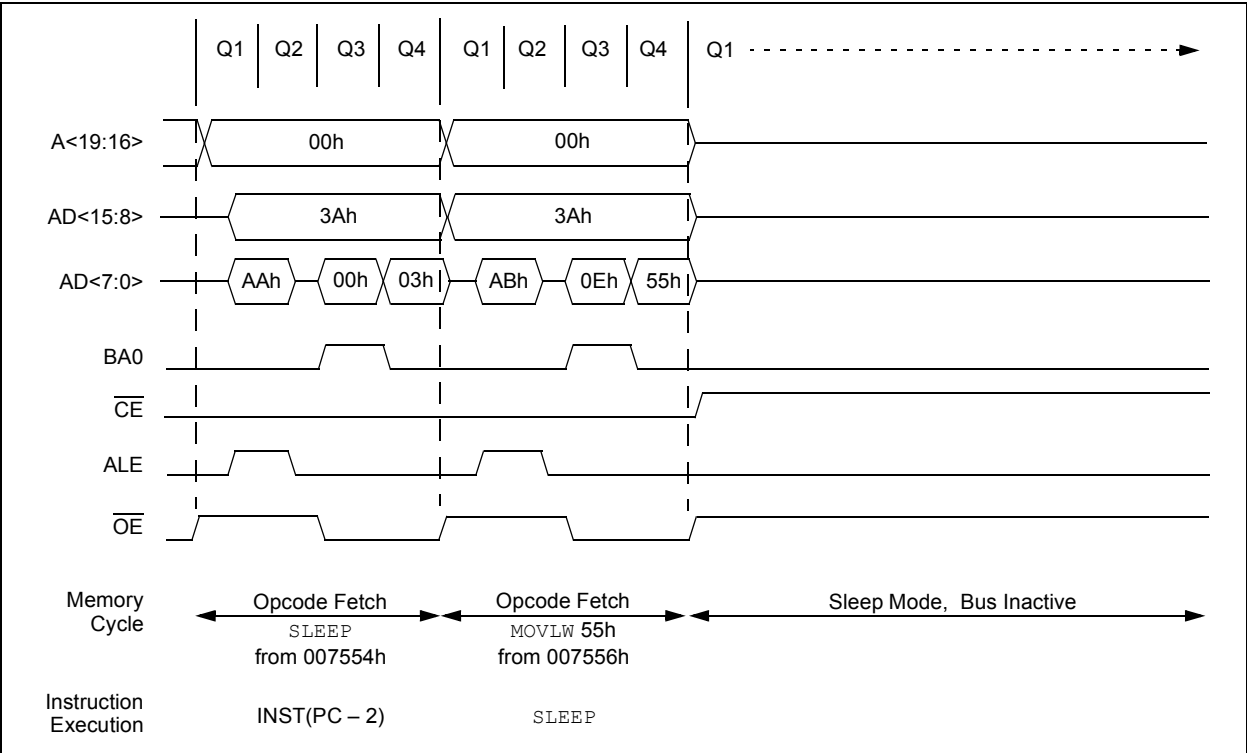 Q1 Q2 Q3 Q4 Q1 Q2 Q3 Q4 Q1
A<19:16> 00h 00h
AD<15:8> 3Ah 3Ah
AD<7:0> AAh 00h 03h ABh 0Eh 55h
BA0
CE
ALE
OE
Memory Cycle
Opcode Fetch
SLEEP
from 007554h
Opcode Fetch
MOVLW 55h
from 007556h
Sleep Mode, Bus Inactive
Instruction
Execution
INST(PC – 2) SLEEP